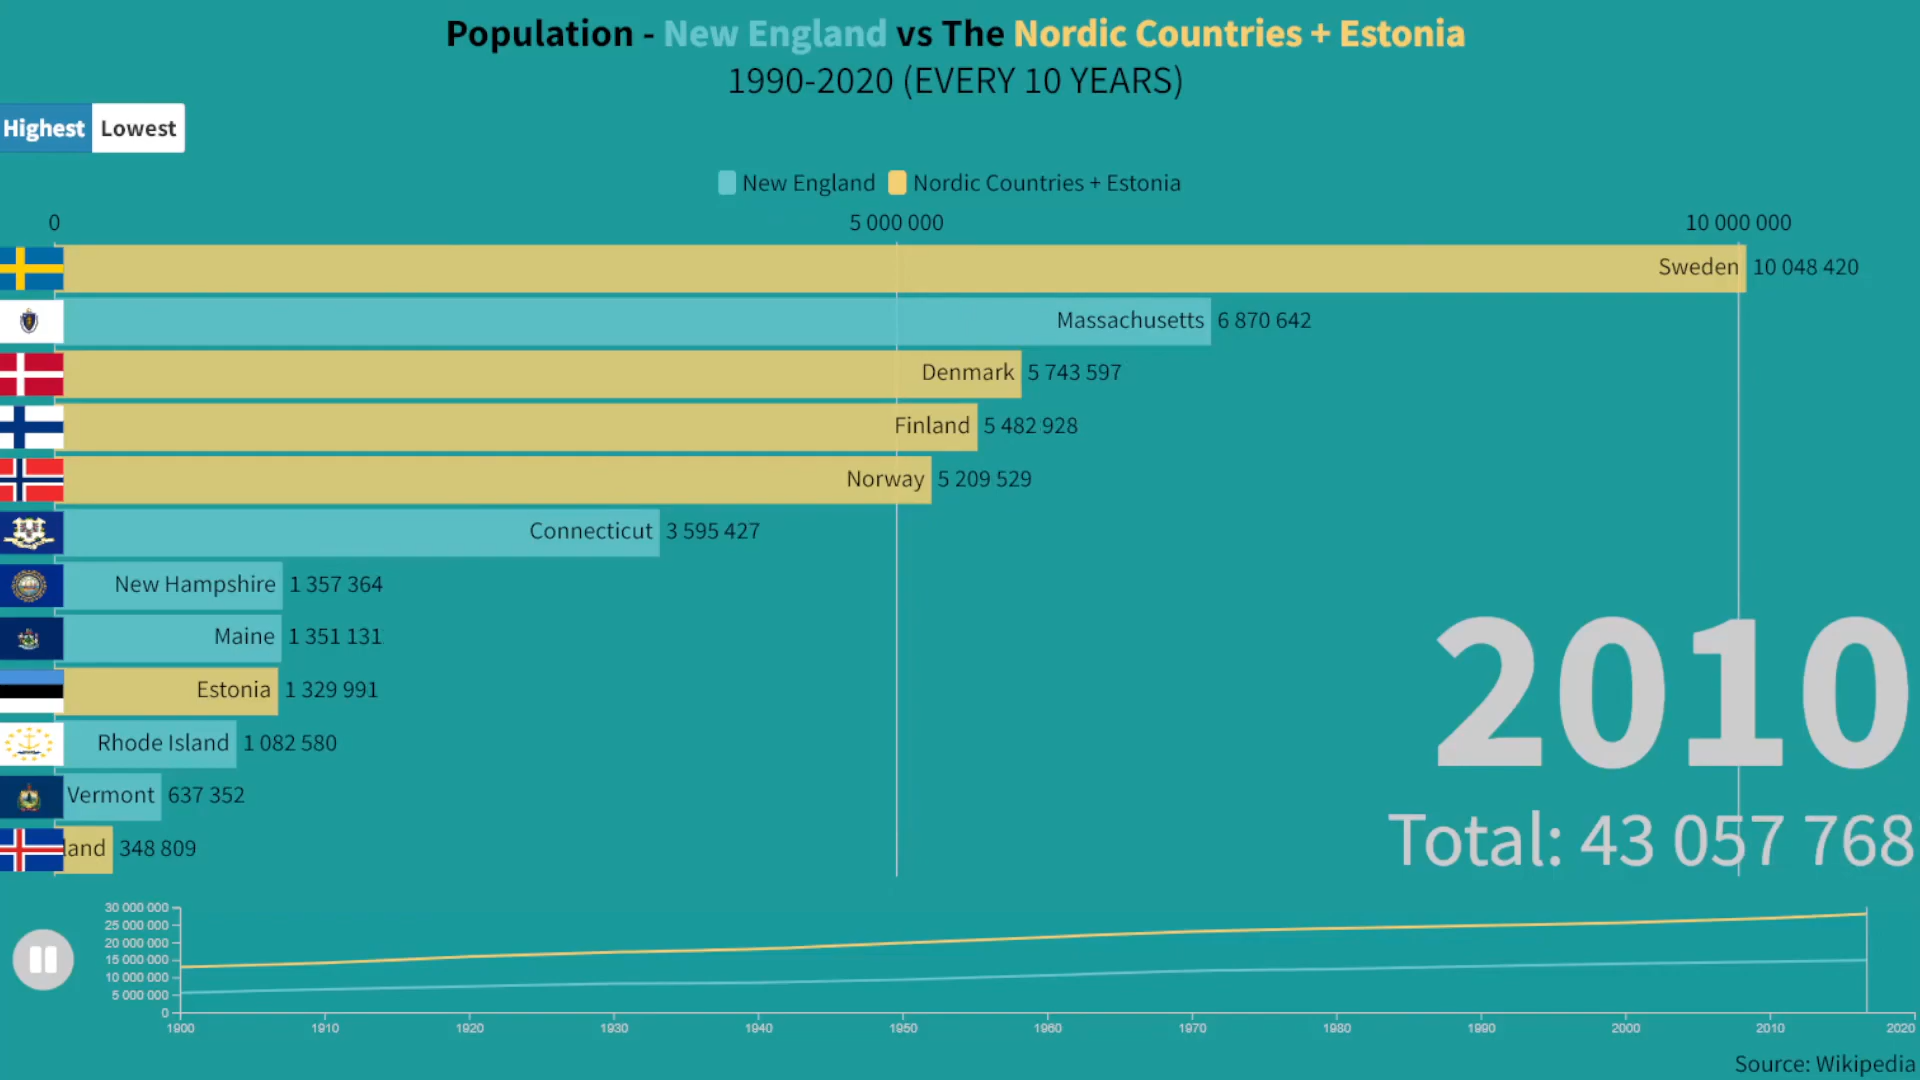 Population - New England vs The Nordic Countries + Estonia
1990-2020 (EVERY 10 YEARS)
Highest Lowest
New England Nordic Countries + Estonia
0 5 000 000 10 000 000
Sweden 10 048 420
Massachusetts 6 870 642
Denmark 5 743 597
Finland 5 482 928
Norway 5 209 529
Connecticut 3 595 427
New Hampshire 1 357 364
Maine 1 351 131
Estonia 1 329 991
Rhode Island 1 082 580
Vermont 637 352
land 348 809
2010
Total: 43 057 768
30 000 000
25 000 000
20 000 000
15 000 000
10 000 000
5 000 000
0
1900 1910 1920 1930 1940 1950 1960 1970 1980 1990 2000 2010 2020
Source: Wikipedia